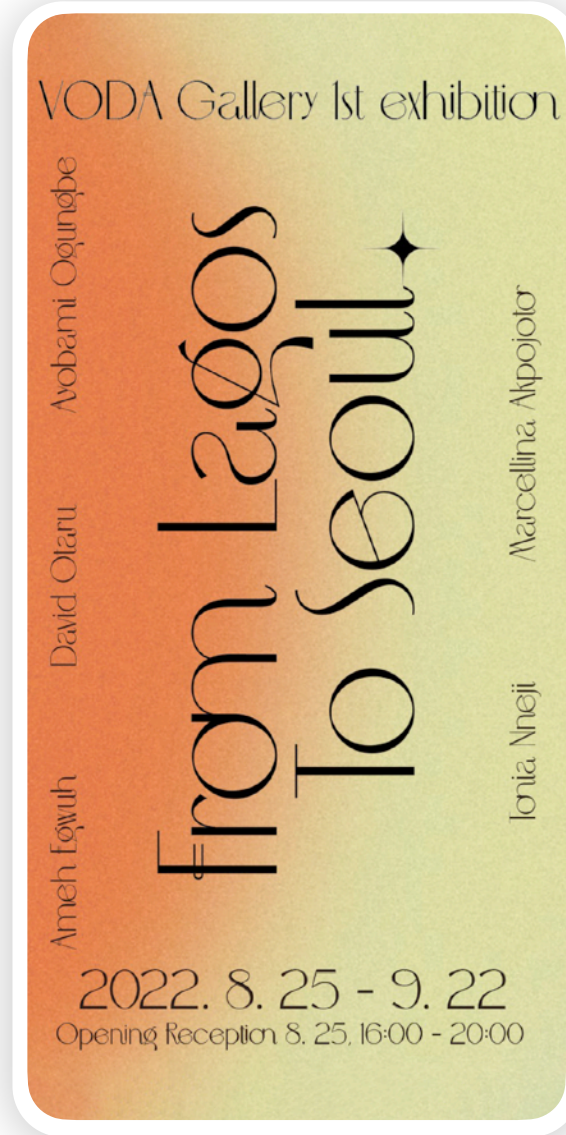 VODA Gallery 1st exhibition
From Lagos
To Seoul
Ameh Egwuh
David Otaru
Ayobami Ogungbe
Tonia Nneji
Marcellina Akpojotor
2022. 8. 25 - 9. 22
Opening Reception 8. 25, 16:00 - 20:00